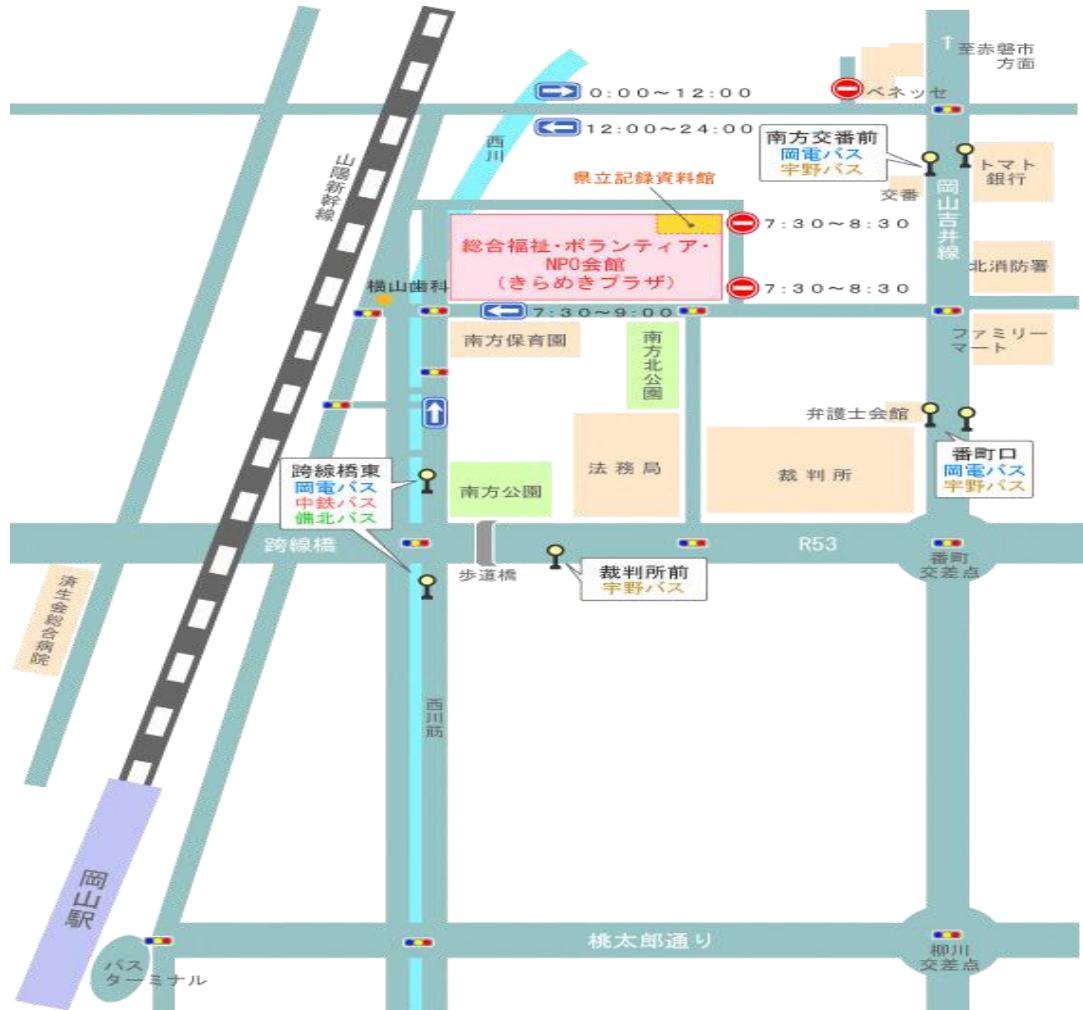 ↑
至赤磐市
方面
0:00～12:00
ベネッセ
12:00～24:00
西川
南方交番前
岡電バス
宇野バス
トマト
銀行
山陽新幹線
県立記録資料館
交番
岡山吉井線
7:30～8:30
総合福祉・ボランティア・
NPO会館
(きらめきプラザ)
北消防署
横山歯科
7:30～8:30
7:30～9:00
南方保育園
南方北公園
ファミリー
マート
弁護士会館
跨線橋東
岡電バス
中鉄バス
備北バス
南方公園
法務局
裁判所
番町口
岡電バス
宇野バス
跨線橋
R53
番町
交差点
歩道橋
裁判所前
宇野バス
済生会総合病院
西川筋
岡山駅
桃太郎通り
柳川
交差点
バス
ターミナル